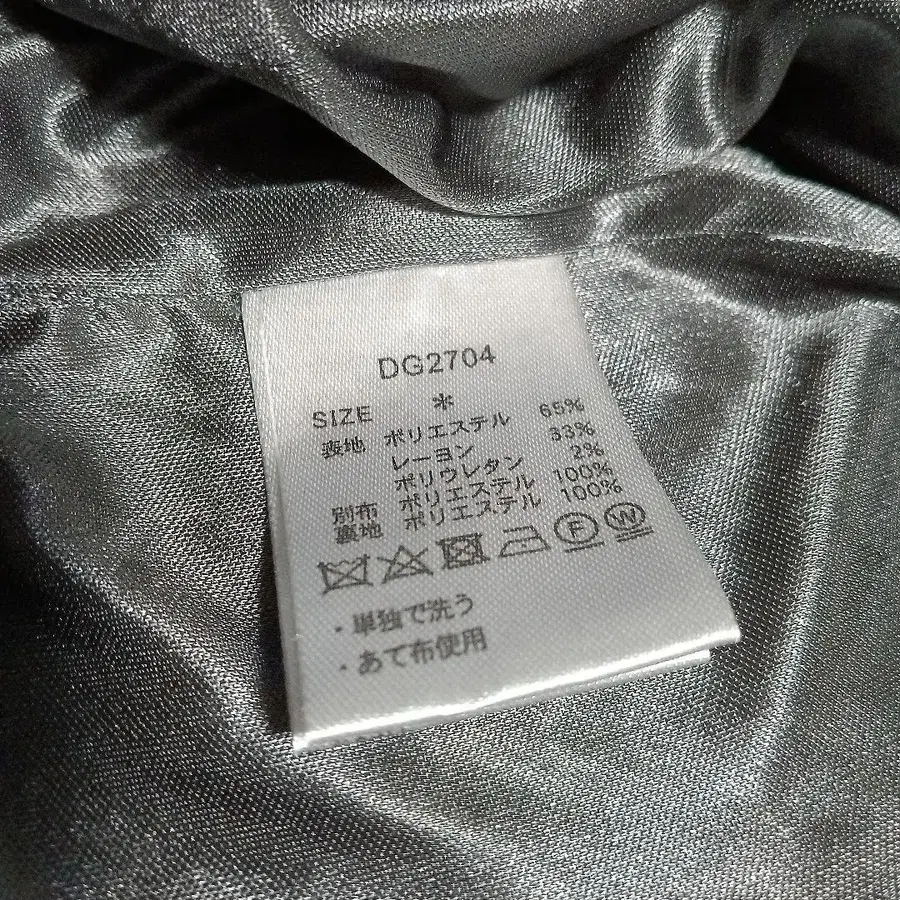 DG2704
SIZE *
表地 ポリエステル 65%
レーヨン 33%
ポリウレタン 2%
別布 ポリエステル 100%
裏地 ポリエステル 100%
F W
・単独で洗う
・あて布使用